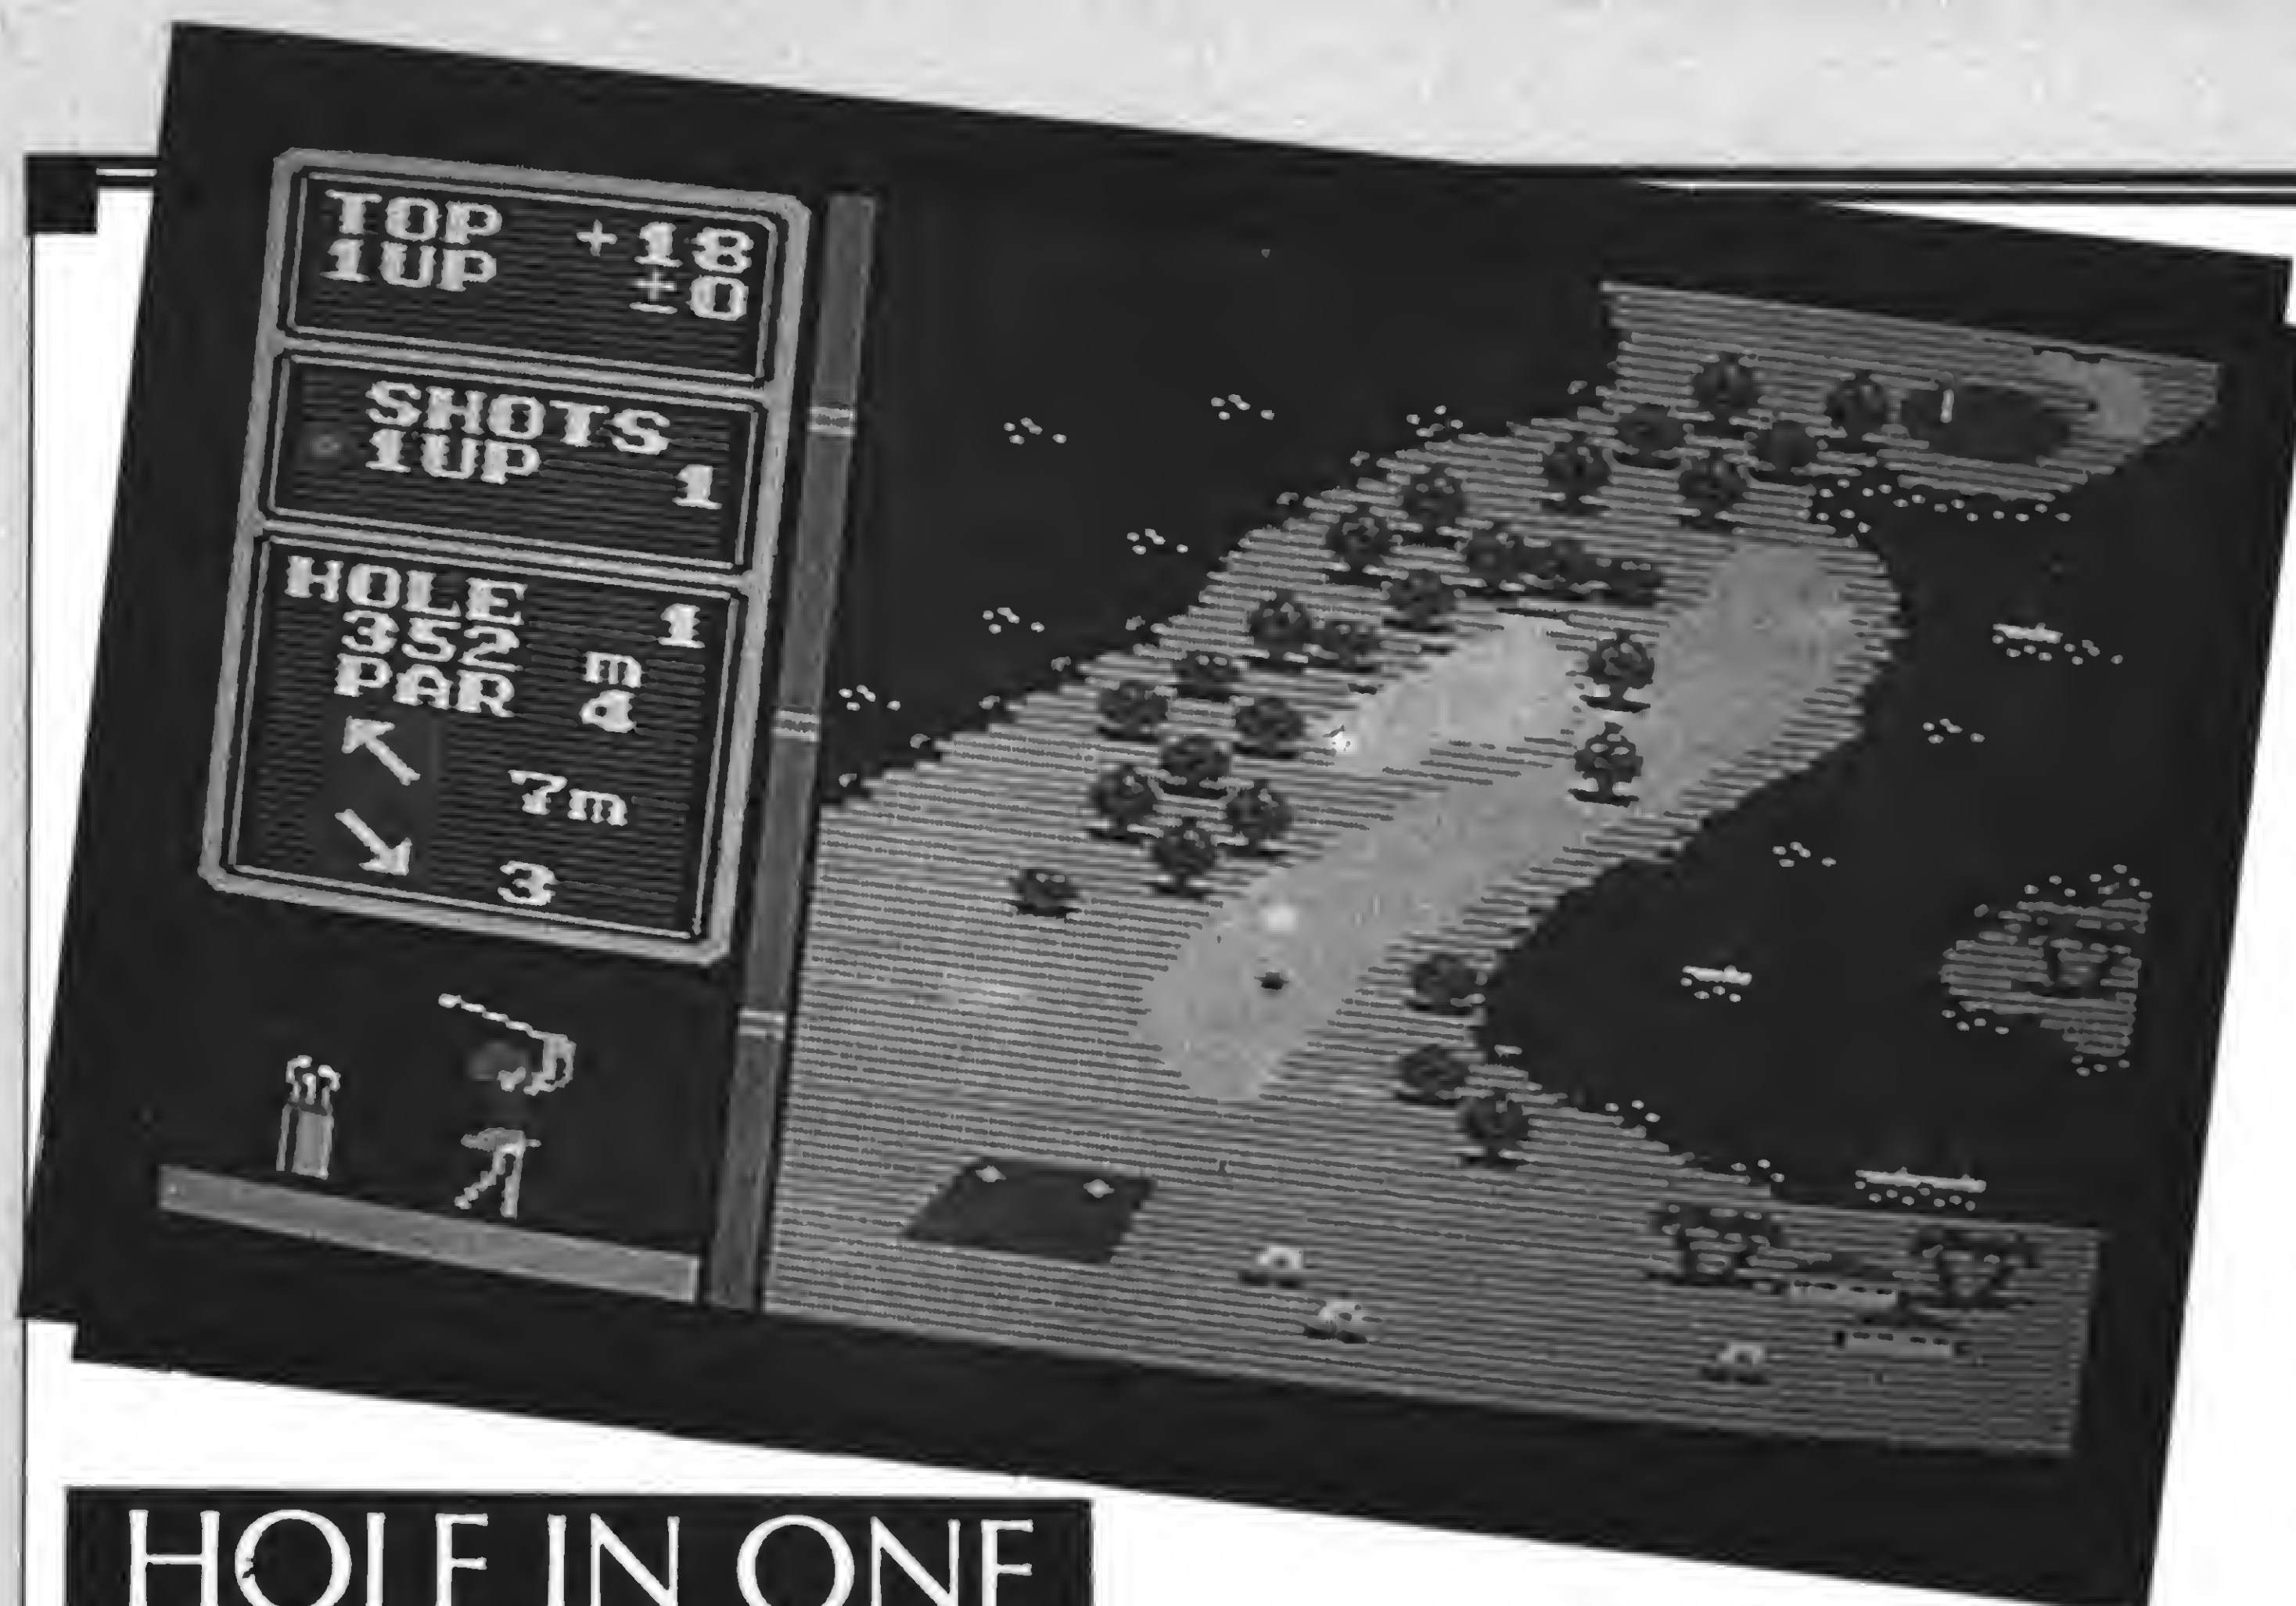 TOP +18
1UP ±0
SHOTS
1UP 1
HOLE 1
352 m
PAR 4
7m
3
HOLE IN ONE